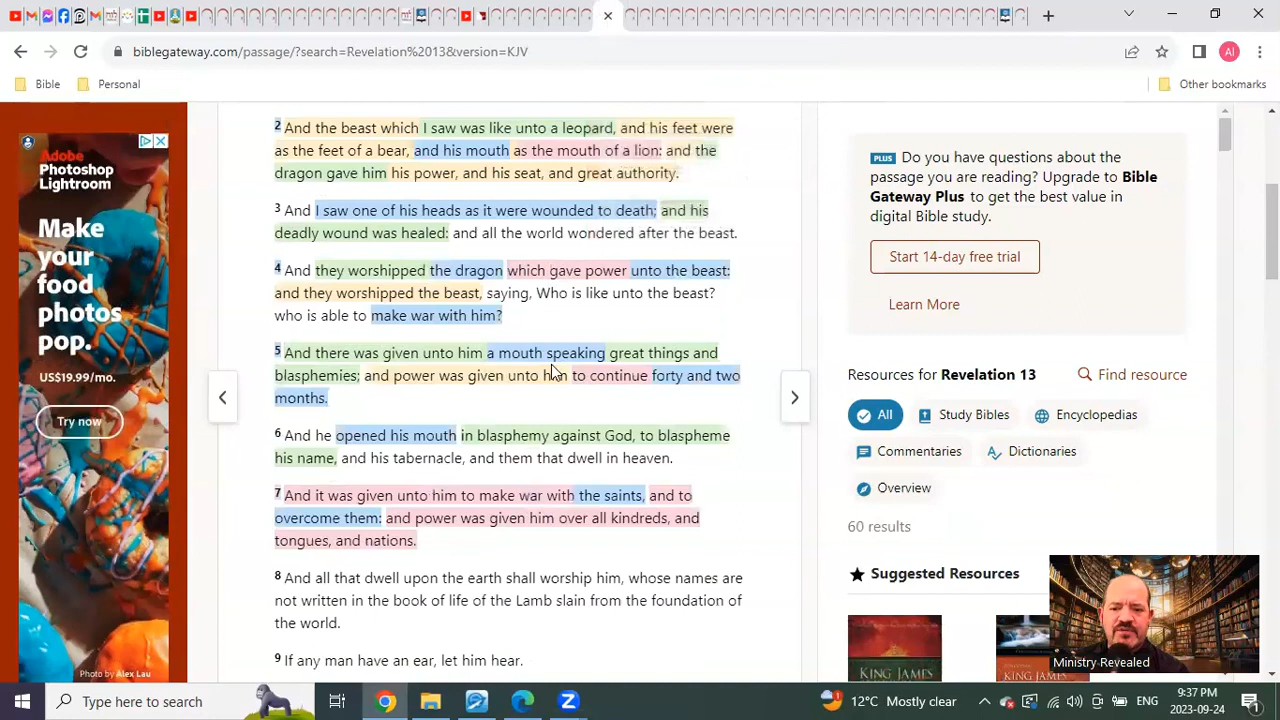 biblegateway.com/passage/?search=Revelation%2013&version=KJV
AI
Bible
Personal
Other bookmarks
Adobe
Photoshop
Lightroom
Make
your
food
photos
pop.
US$19.99/mo.
Try now
Photo by Alex Lau
2 And the beast which I saw was like unto a leopard, and his feet were
as the feet of a bear, and his mouth as the mouth of a lion: and the
dragon gave him his power, and his seat, and great authority.
3 And I saw one of his heads as it were wounded to death; and his
deadly wound was healed: and all the world wondered after the beast.
4 And they worshipped the dragon which gave power unto the beast:
and they worshipped the beast, saying, Who is like unto the beast?
who is able to make war with him?
5 And there was given unto him a mouth speaking great things and
blasphemies; and power was given unto him to continue forty and two
months.
6 And he opened his mouth in blasphemy against God, to blaspheme
his name, and his tabernacle, and them that dwell in heaven.
7 And it was given unto him to make war with the saints, and to
overcome them: and power was given him over all kindreds, and
tongues, and nations.
8 And all that dwell upon the earth shall worship him, whose names are
not written in the book of life of the Lamb slain from the foundation of
the world.
9 If any man have an ear, let him hear.
PLUS Do you have questions about the
passage you are reading? Upgrade to Bible
Gateway Plus to get the best value in
digital Bible study.
Start 14-day free trial
Learn More
Resources for Revelation 13
Find resource
All
Study Bibles
Encyclopedias
Commentaries
Dictionaries
Overview
60 results
Suggested Resources
KING JAMES
KING JAMES
Ministry Revealed
Type here to search
12°C Mostly clear
ENG
9:37 PM
2023-09-24